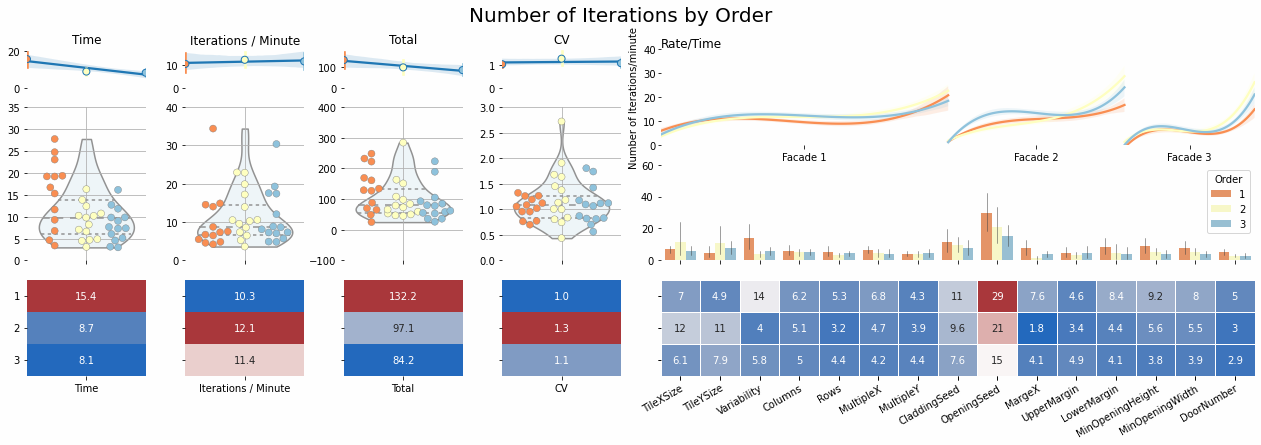 Number of Iterations by Order
Time
Iterations / Minute
Total
CV
Rate/Time
20
0
10
0
100
0
1
0
40
30
20
10
0
Number of Iterations/minute
Facade 1
Facade 2
Facade 3
35
30
25
20
15
10
5
0
40
30
20
10
0
400
300
200
100
0
−100
3.0
2.5
2.0
1.5
1.0
0.5
0.0
60
40
20
0
Order
1
2
3
1 15.4 10.3 132.2 1.0
2 8.7 12.1 97.1 1.3
3 8.1 11.4 84.2 1.1
Time
Iterations / Minute
Total
CV
7 4.9 14 6.2 5.3 6.8 4.3 11 29 7.6 4.6 8.4 9.2 8 5
12 11 4 5.1 3.2 4.7 3.9 9.6 21 1.8 3.4 4.4 5.6 5.5 3
6.1 7.9 5.8 5 4.4 4.2 4.4 7.6 15 4.1 4.9 4.1 3.8 3.9 2.9
TileXSize
TileYSize
Variability
Columns
Rows
MultipleX
MultipleY
CladdingSeed
OpeningSeed
MargeX
UpperMargin
LowerMargin
MinOpeningHeight
MinOpeningWidth
DoorNumber